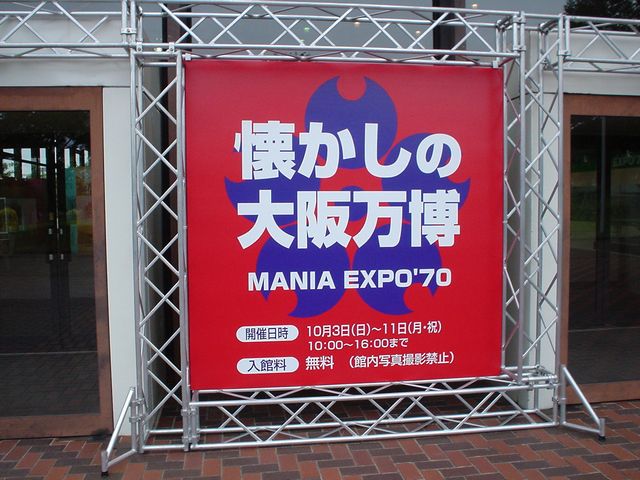 懐かしの
大阪万博
MANIA EXPO'70
開催日時 10月3日(日)〜11日(月・祝)
10:00〜16:00まで
入館料 無料 (館内写真撮影禁止)